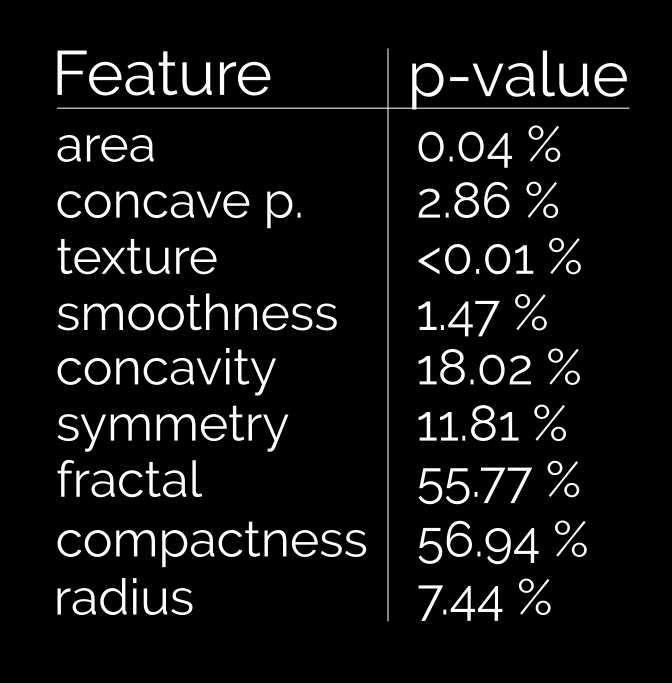 Feature p-value
area 0.04 %
concave p. 2.86 %
texture <0.01 %
smoothness 1.47 %
concavity 18.02 %
symmetry 11.81 %
fractal 55.77 %
compactness 56.94 %
radius 7.44 %